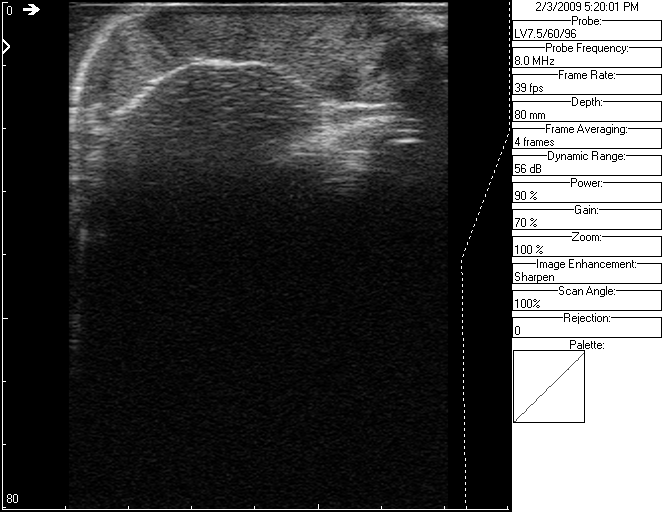 0
80
2/3/2009 5:20:01 PM
Probe:
LV7.5/60/96
Probe Frequency:
8.0 MHz
Frame Rate:
39 fps
Depth:
80 mm
Frame Averaging:
4 frames
Dynamic Range:
56 dB
Power:
90 %
Gain:
70 %
Zoom:
100 %
Image Enhancement:
Sharpen
Scan Angle:
100%
Rejection:
0
Palette: